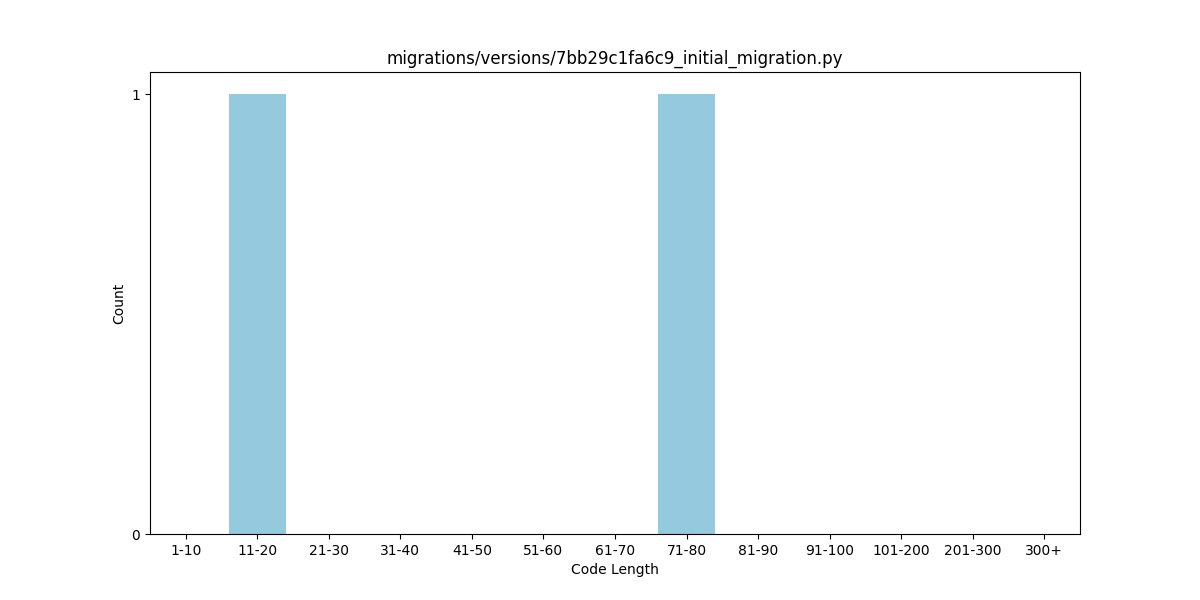 migrations/versions/7bb29c1fa6c9_initial_migration.py
1
Count
0
1-10 11-20 21-30 31-40 41-50 51-60 61-70 71-80 81-90 91-100 101-200 201-300 300+
Code Length